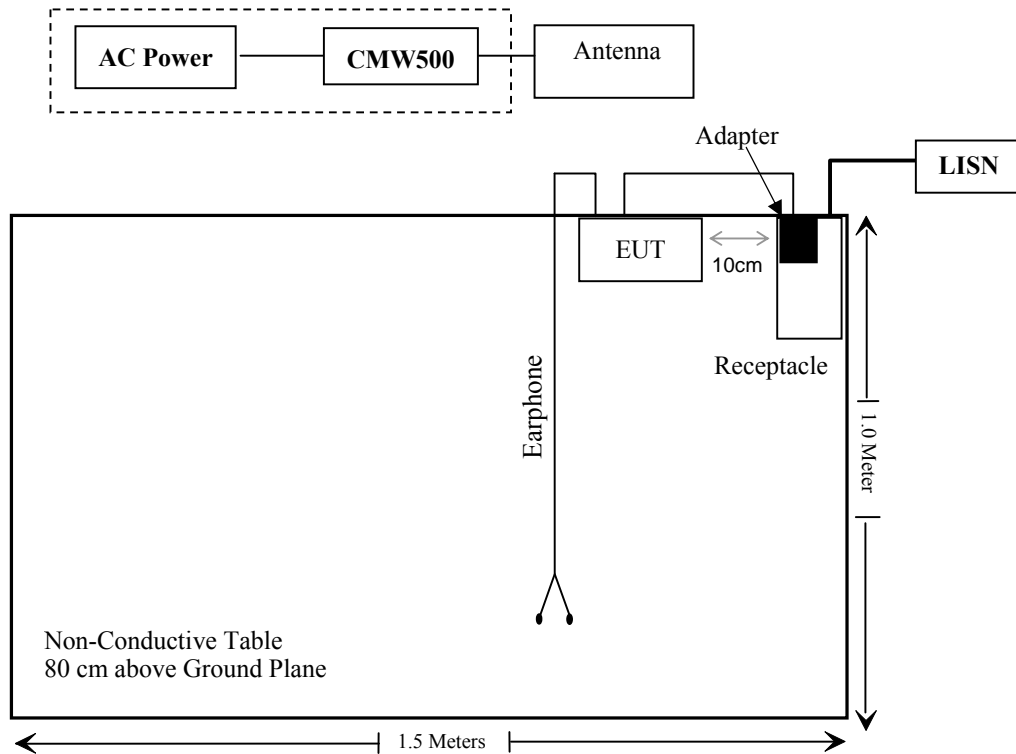 AC Power
CMW500
Antenna
Adapter
LISN
EUT
10cm
Receptacle
Earphone
1.0 Meter
Non-Conductive Table
80 cm above Ground Plane
1.5 Meters